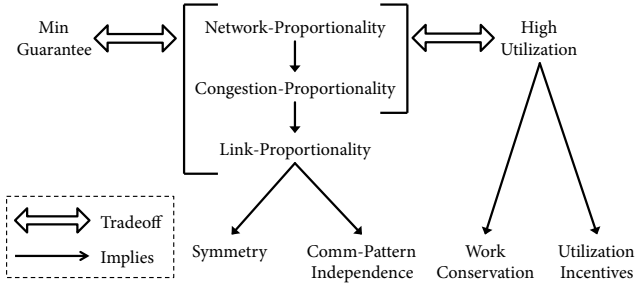 Min
Guarantee
Network-Proportionality
High
Utilization
Congestion-Proportionality
Link-Proportionality
Tradeoff
Implies
Symmetry
Comm-Pattern
Independence
Work
Conservation
Utilization
Incentives